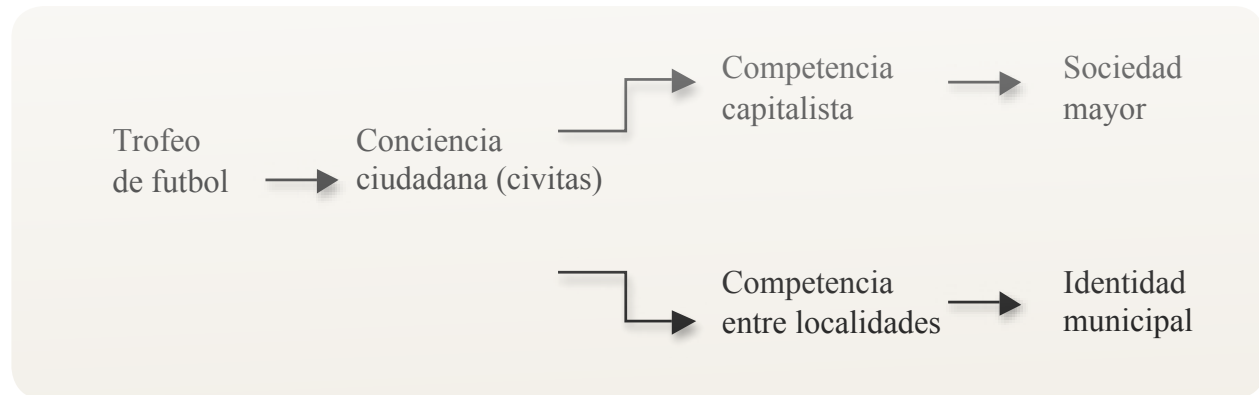 Trofeo
de futbol
Conciencia
ciudadana (civitas)
Competencia
capitalista
Sociedad
mayor
Competencia
entre localidades
Identidad
municipal